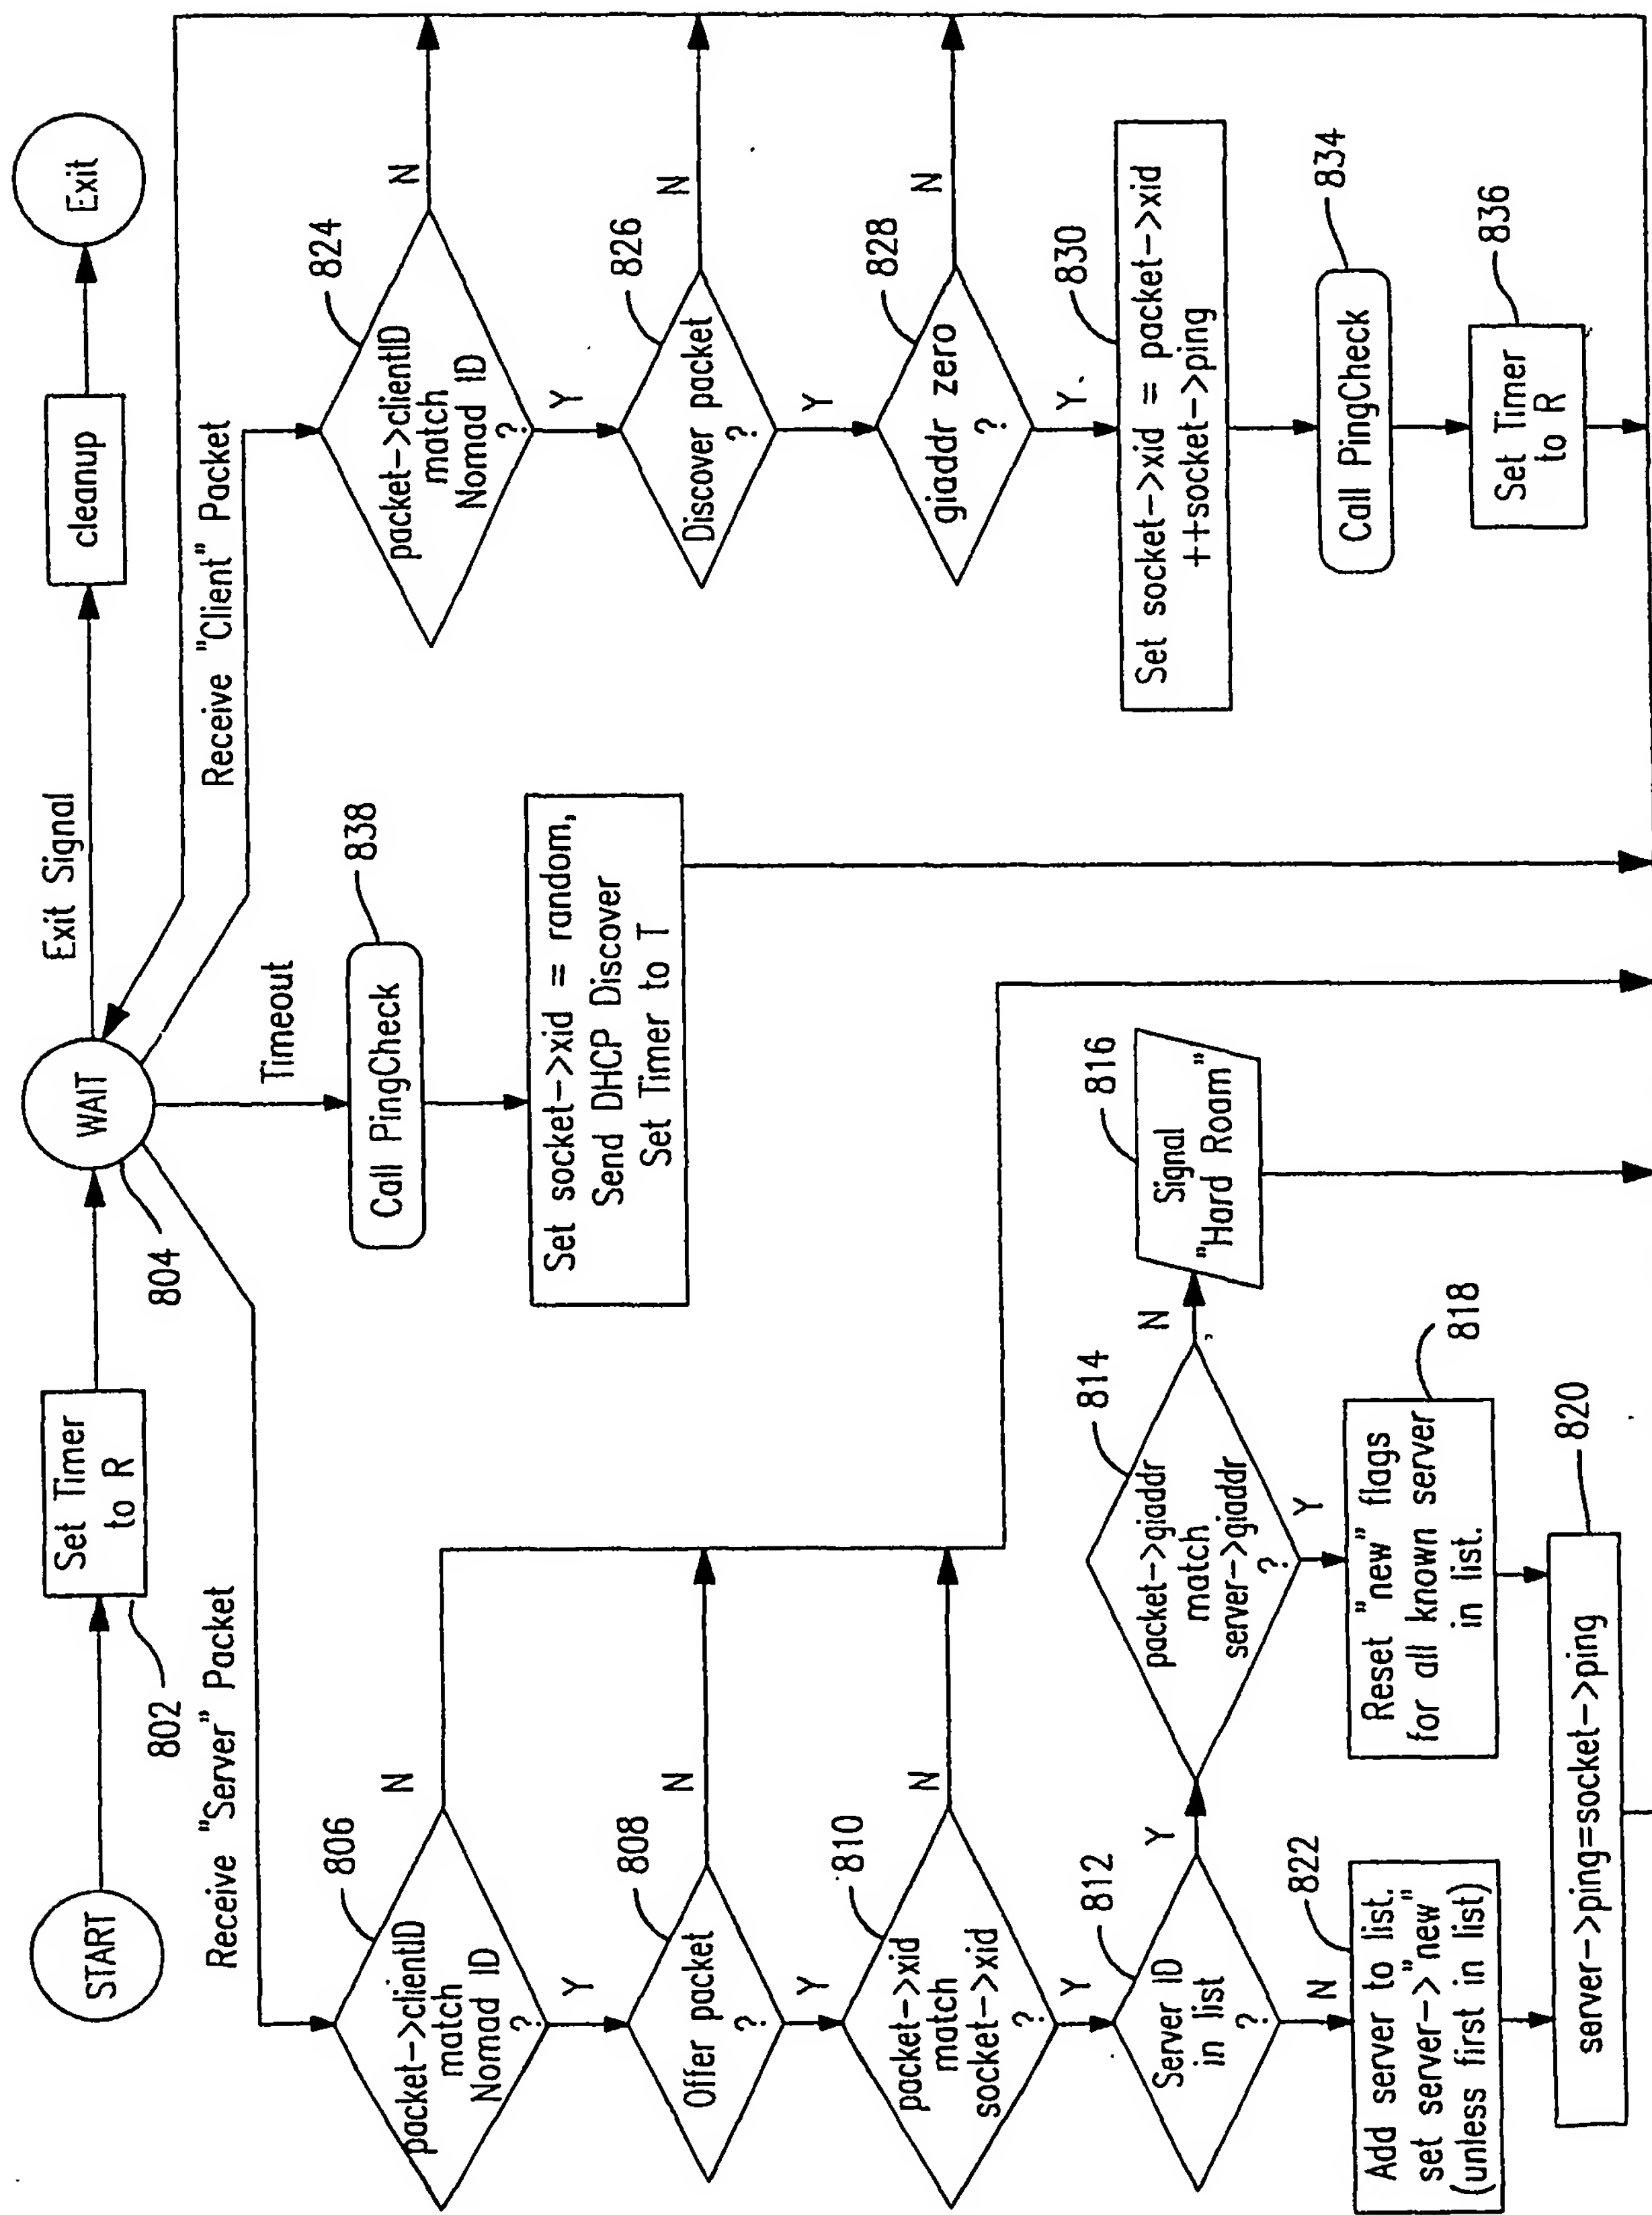 START
Set Timer
to R
802
WAIT
804
Exit Signal
cleanup
Exit
Receive "Server" Packet
Timeout
Receive "Client" Packet
806
packet->clientID
match
Nomad ID
?
N
Y
808
Offer packet
?
N
Y
810
packet->xid
match
socket->xid
?
N
Y
812
Server ID
in list
?
Y
N
814
packet->giaddr
match
server->giaddr
?
N
Y
816
Signal
"Hard Roam"
818
Reset "new" flags
for all known server
in list.
822
Add server to list.
set server->"new"
(unless first in list)
820
server->ping=socket->ping
838
Call PingCheck
Set socket->xid = random,
Send DHCP Discover
Set Timer to T
824
packet->clientID
match
Nomad ID
?
N
Y
826
Discover packet
?
N
Y
828
giaddr zero
?
N
Y
830
Set socket->xid = packet->xid
++socket->ping
834
Call PingCheck
836
Set Timer
to R